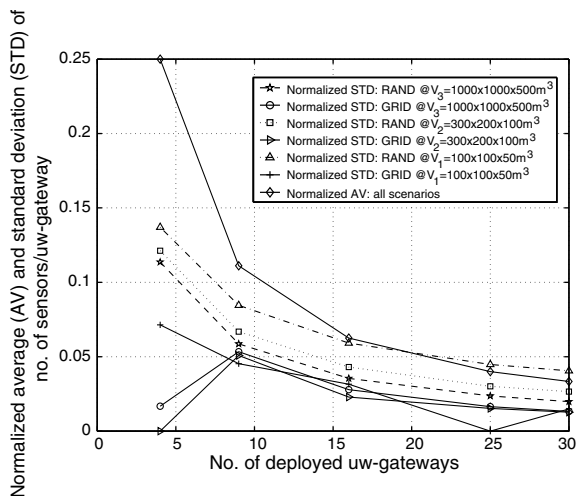 Normalized average (AV) and standard deviation (STD) of
no. of sensors/uw-gateway
0.25
0.2
0.15
0.1
0.05
0
0 5 10 15 20 25 30
No. of deployed uw-gateways
Normalized STD: RAND @V3=1000x1000x500m3
Normalized STD: GRID @V3=1000x1000x500m3
Normalized STD: RAND @V2=300x200x100m3
Normalized STD: GRID @V2=300x200x100m3
Normalized STD: RAND @V1=100x100x50m3
Normalized STD: GRID @V1=100x100x50m3
Normalized AV: all scenarios